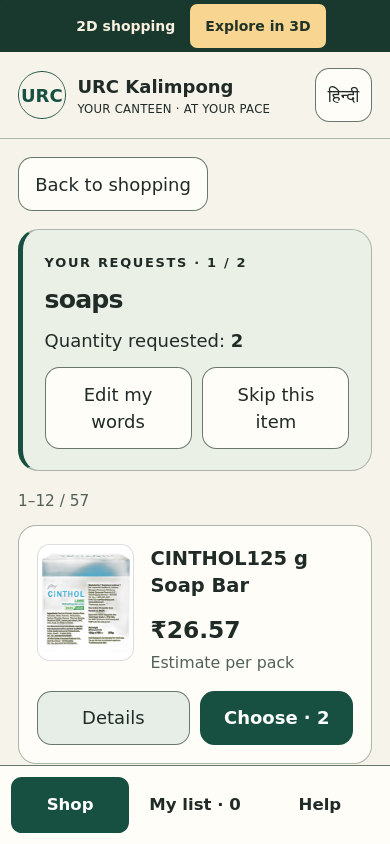 2D shopping
Explore in 3D
URC
URC Kalimpong
YOUR CANTEEN · AT YOUR PACE
हिन्दी
Back to shopping
YOUR REQUESTS · 1 / 2
soaps
Quantity requested: 2
Edit my
words
Skip this
item
1–12 / 57
CINTHOL
CINTHOL125 g
Soap Bar
₹26.57
Estimate per pack
Details
Choose · 2
Shop
My list · 0
Help